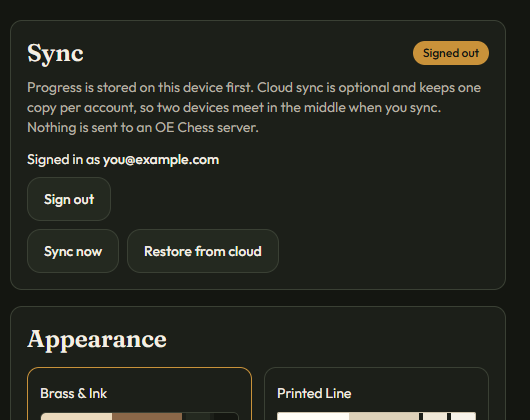 Sync
Signed out
Progress is stored on this device first. Cloud sync is optional and keeps one
copy per account, so two devices meet in the middle when you sync.
Nothing is sent to an OE Chess server.
Signed in as you@example.com
Sign out
Sync now
Restore from cloud
Appearance
Brass & Ink
Printed Line